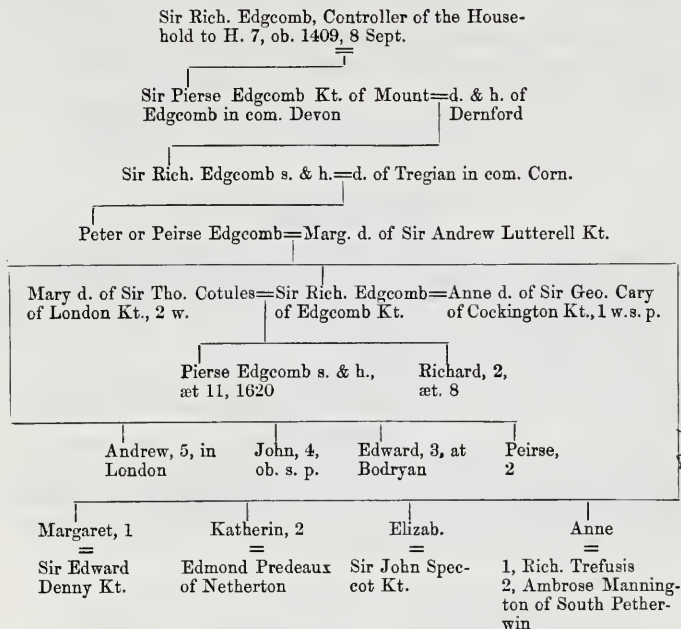 Sir Rich. Edgcomb, Controller of the House-
hold to H. 7, ob. 1409, 8 Sept.
Sir Pierse Edgcomb Kt. of Mount=d. & h. of
Edgcomb in com. Devon Dernford
Sir Rich. Edgcomb s. & h.=d. of Tregian in com. Corn.
Peter or Peirse Edgcomb=Marg. d. of Sir Andrew Lutterell Kt.
Mary d. of Sir Tho. Cotules=Sir Rich. Edgcomb=Anne d. of Sir Geo. Cary
of London Kt., 2 w. of Edgcomb Kt. of Cockington Kt., 1 w. s. p.
Pierse Edgcomb s. & h., Richard, 2,
æt 11, 1620 æt. 8
Andrew, 5, in John, 4, Edward, 3, at Peirse,
London ob. s. p. Bodryan 2
Margaret, 1 Katherin, 2 Elizab. Anne
= = = =
Sir Edward Edmond Predeaux Sir John Spec- 1, Rich. Trefusis
Denny Kt. of Netherton cot Kt. 2, Ambrose Manning-
ton of South Pether-
win